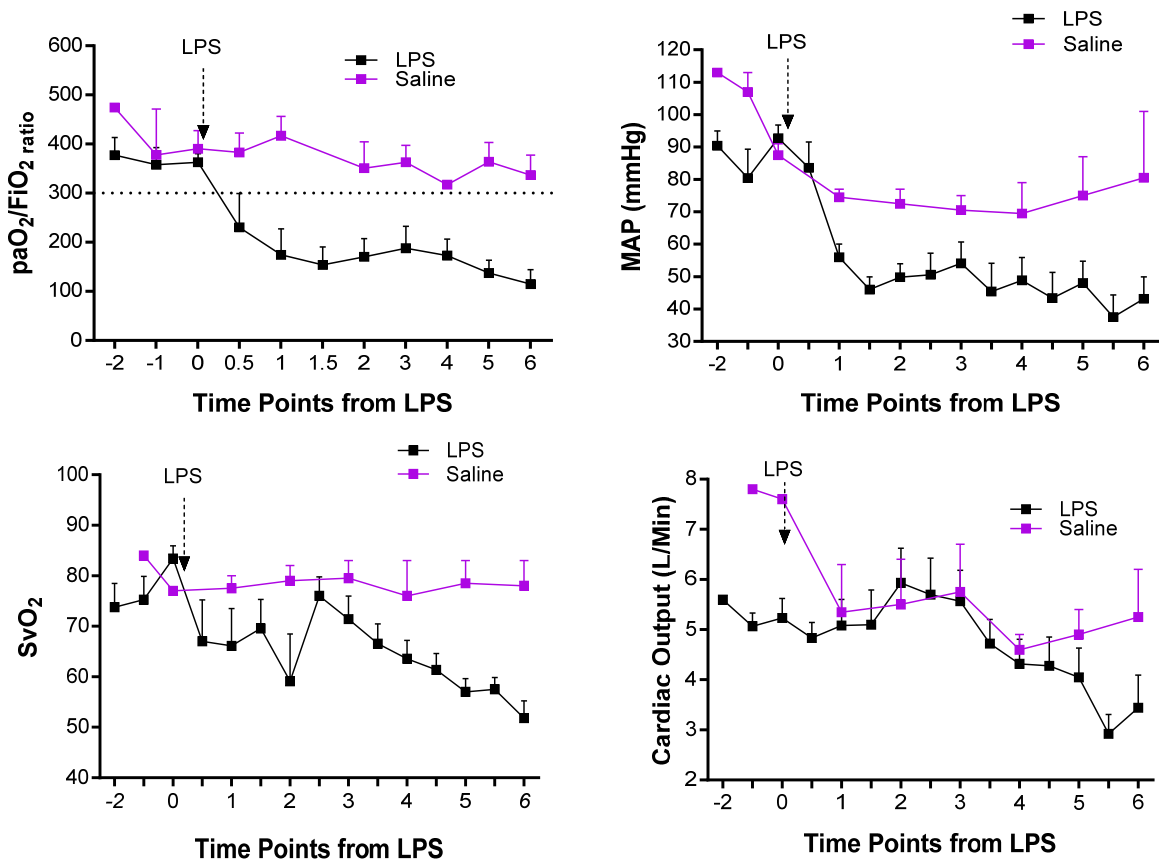 LPS
LPS
Saline
600
500
400
300
200
100
0
paO2/FiO2 ratio
-2 -1 0 0.5 1 1.5 2 3 4 5 6
Time Points from LPS
LPS
Saline
LPS
120
110
100
90
80
70
60
50
40
30
MAP (mmHg)
-2 0 1 2 3 4 5 6
Time Points from LPS
LPS
Saline
LPS
100
90
80
70
60
50
40
SvO2
-2 0 1 2 3 4 5 6
Time Points from LPS
LPS
LPS
Saline
8
7
6
5
4
3
2
Cardiac Output (L/Min)
-2 0 1 2 3 4 5 6
Time Points from LPS